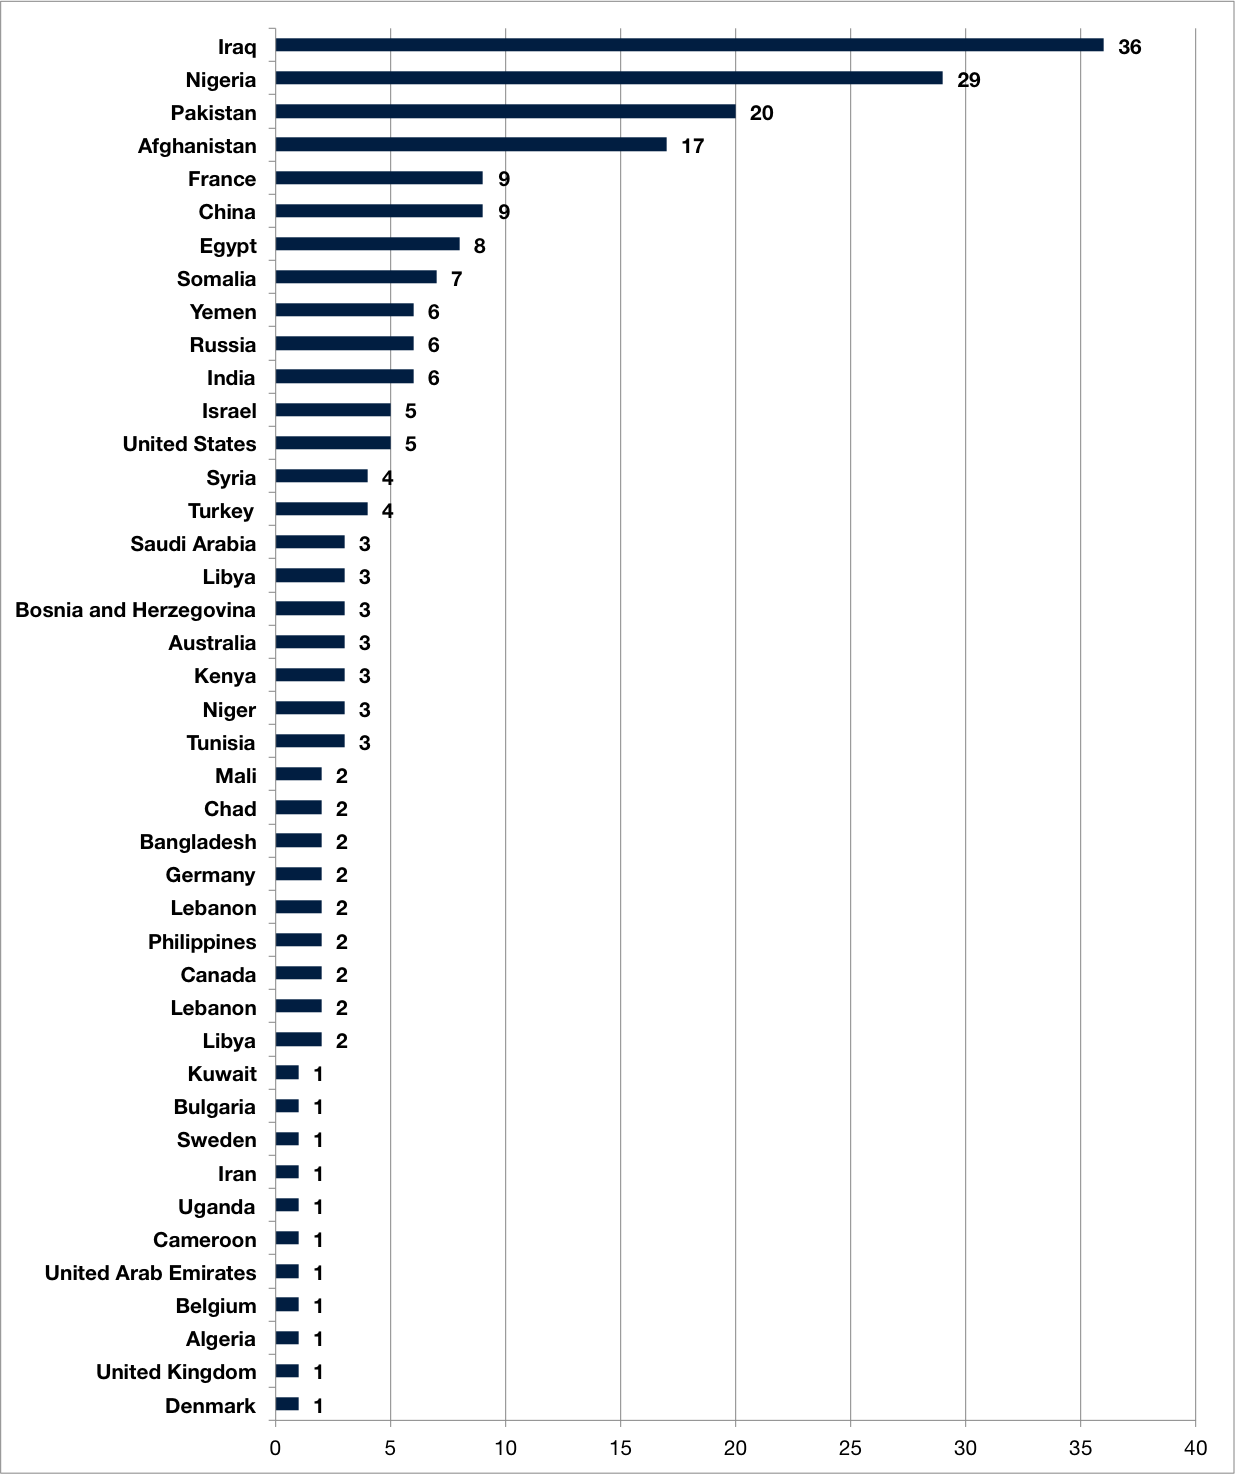 Iraq 36
Nigeria 29
Pakistan 20
Afghanistan 17
France 9
China 9
Egypt 8
Somalia 7
Yemen 6
Russia 6
India 6
Israel 5
United States 5
Syria 4
Turkey 4
Saudi Arabia 3
Libya 3
Bosnia and Herzegovina 3
Australia 3
Kenya 3
Niger 3
Tunisia 3
Mali 2
Chad 2
Bangladesh 2
Germany 2
Lebanon 2
Philippines 2
Canada 2
Lebanon 2
Libya 2
Kuwait 1
Bulgaria 1
Sweden 1
Iran 1
Uganda 1
Cameroon 1
United Arab Emirates 1
Belgium 1
Algeria 1
United Kingdom 1
Denmark 1
0 5 10 15 20 25 30 35 40